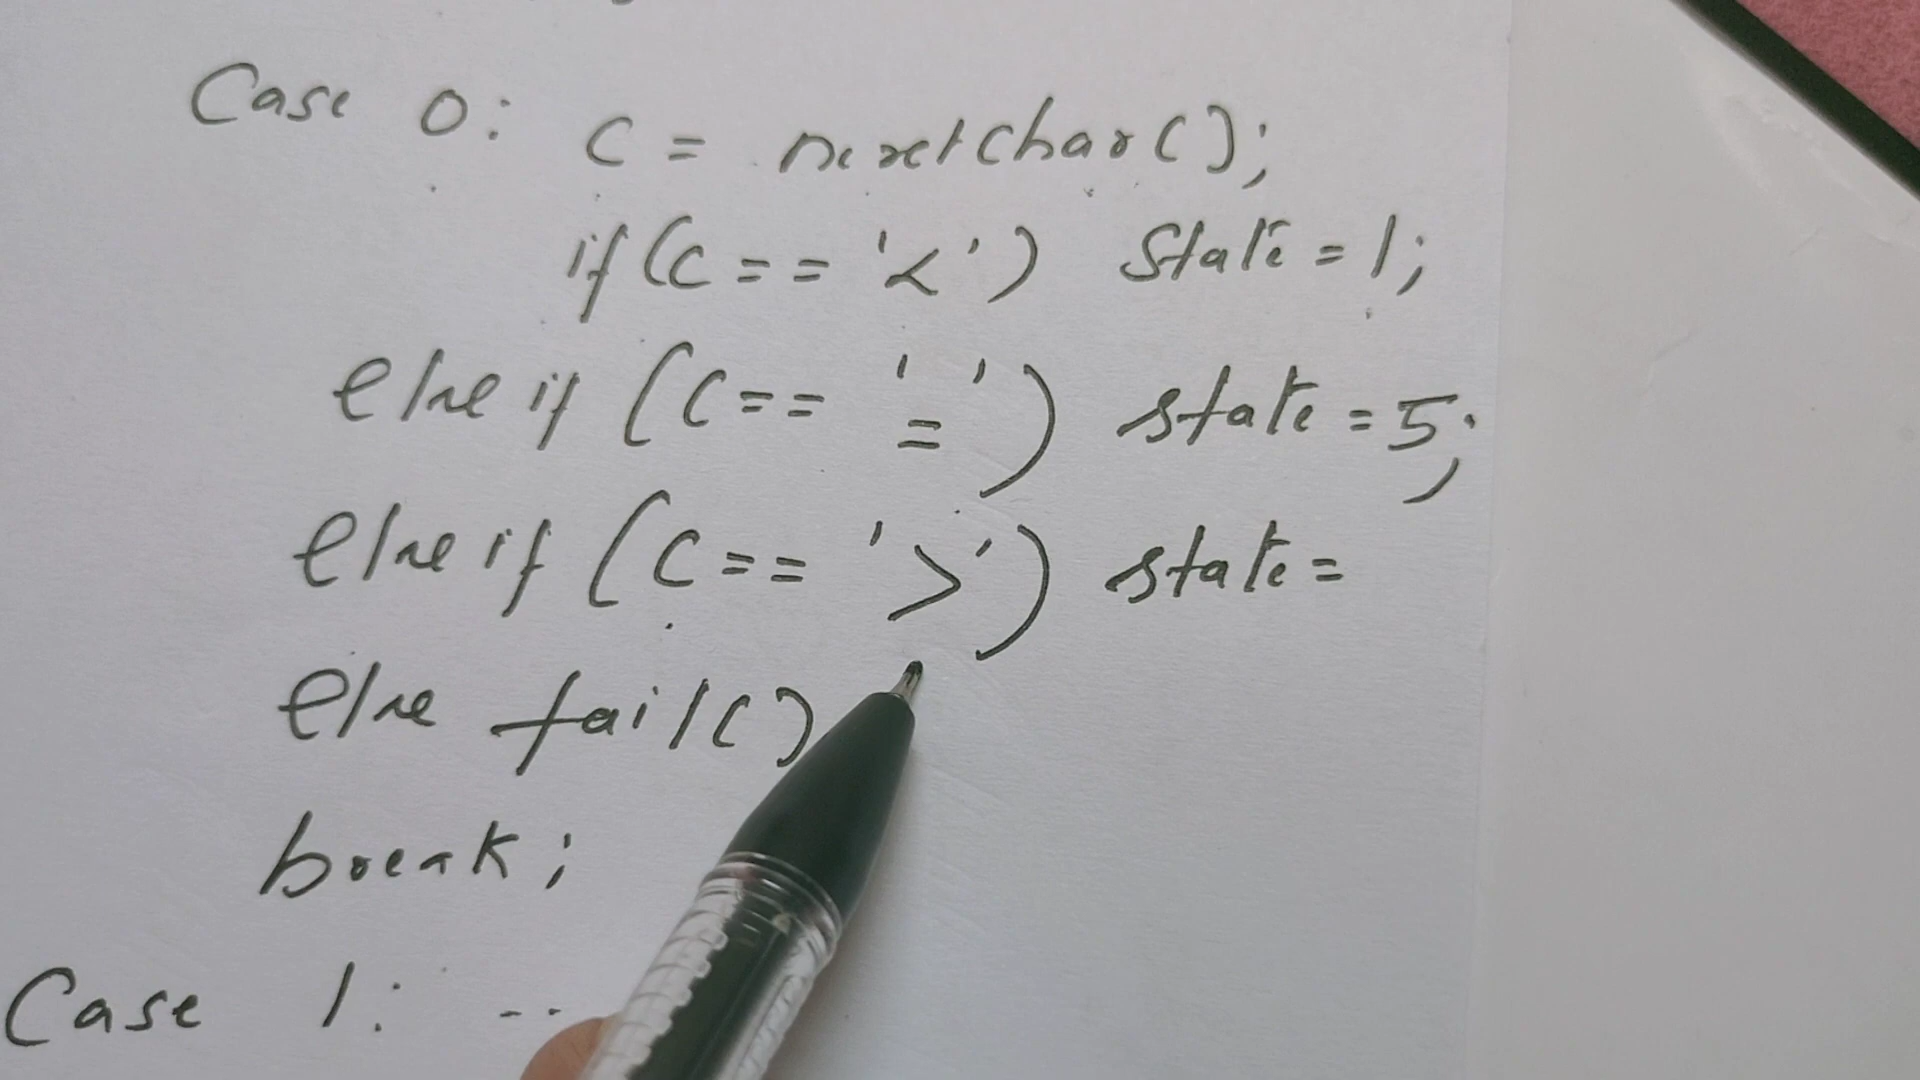 Case 0: C = nextchar();
if (C == '<') State = 1;
else if (C == '=') state = 5;
else if (C == '>') state =
else fail()
break;
Case 1: --